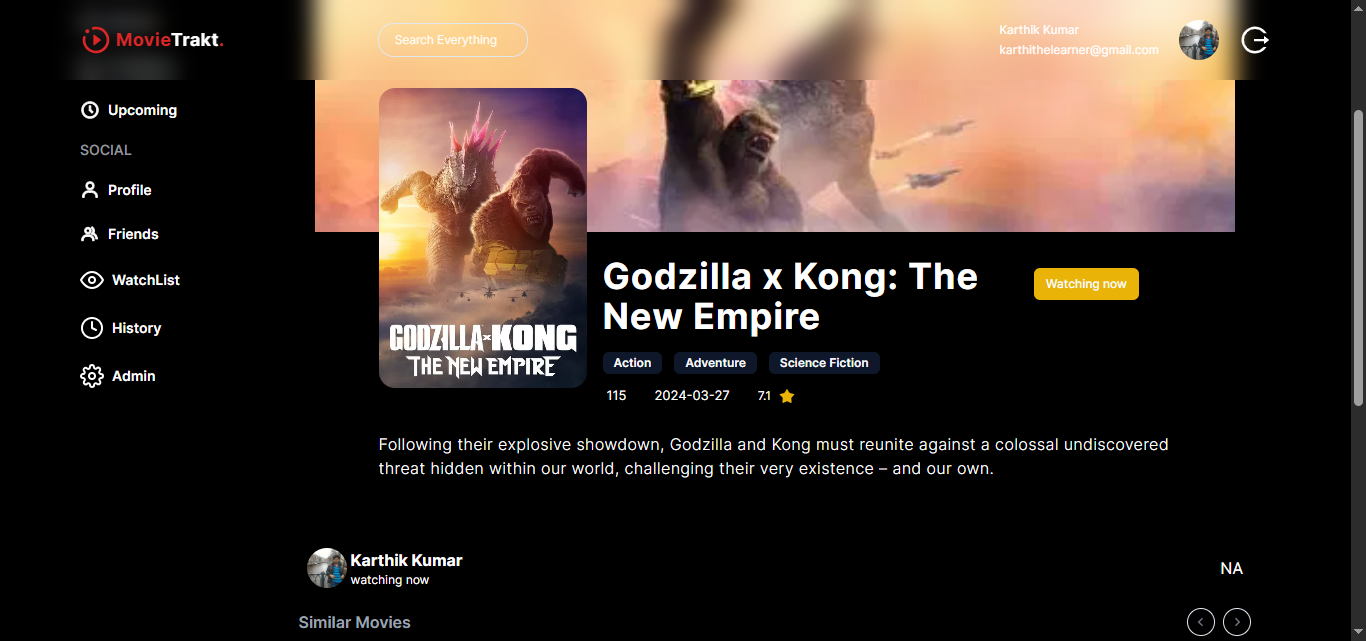 MovieTrakt.
Search Everything
Karthik Kumar
karthithelearner@gmail.com
Upcoming
SOCIAL
Profile
Friends
WatchList
History
Admin
GODZILLA x KONG
THE NEW EMPIRE
Godzilla x Kong: The
New Empire
Watching now
Action Adventure Science Fiction
115 2024-03-27 7.1
Following their explosive showdown, Godzilla and Kong must reunite against a colossal undiscovered
threat hidden within our world, challenging their very existence – and our own.
Karthik Kumar
watching now
NA
Similar Movies